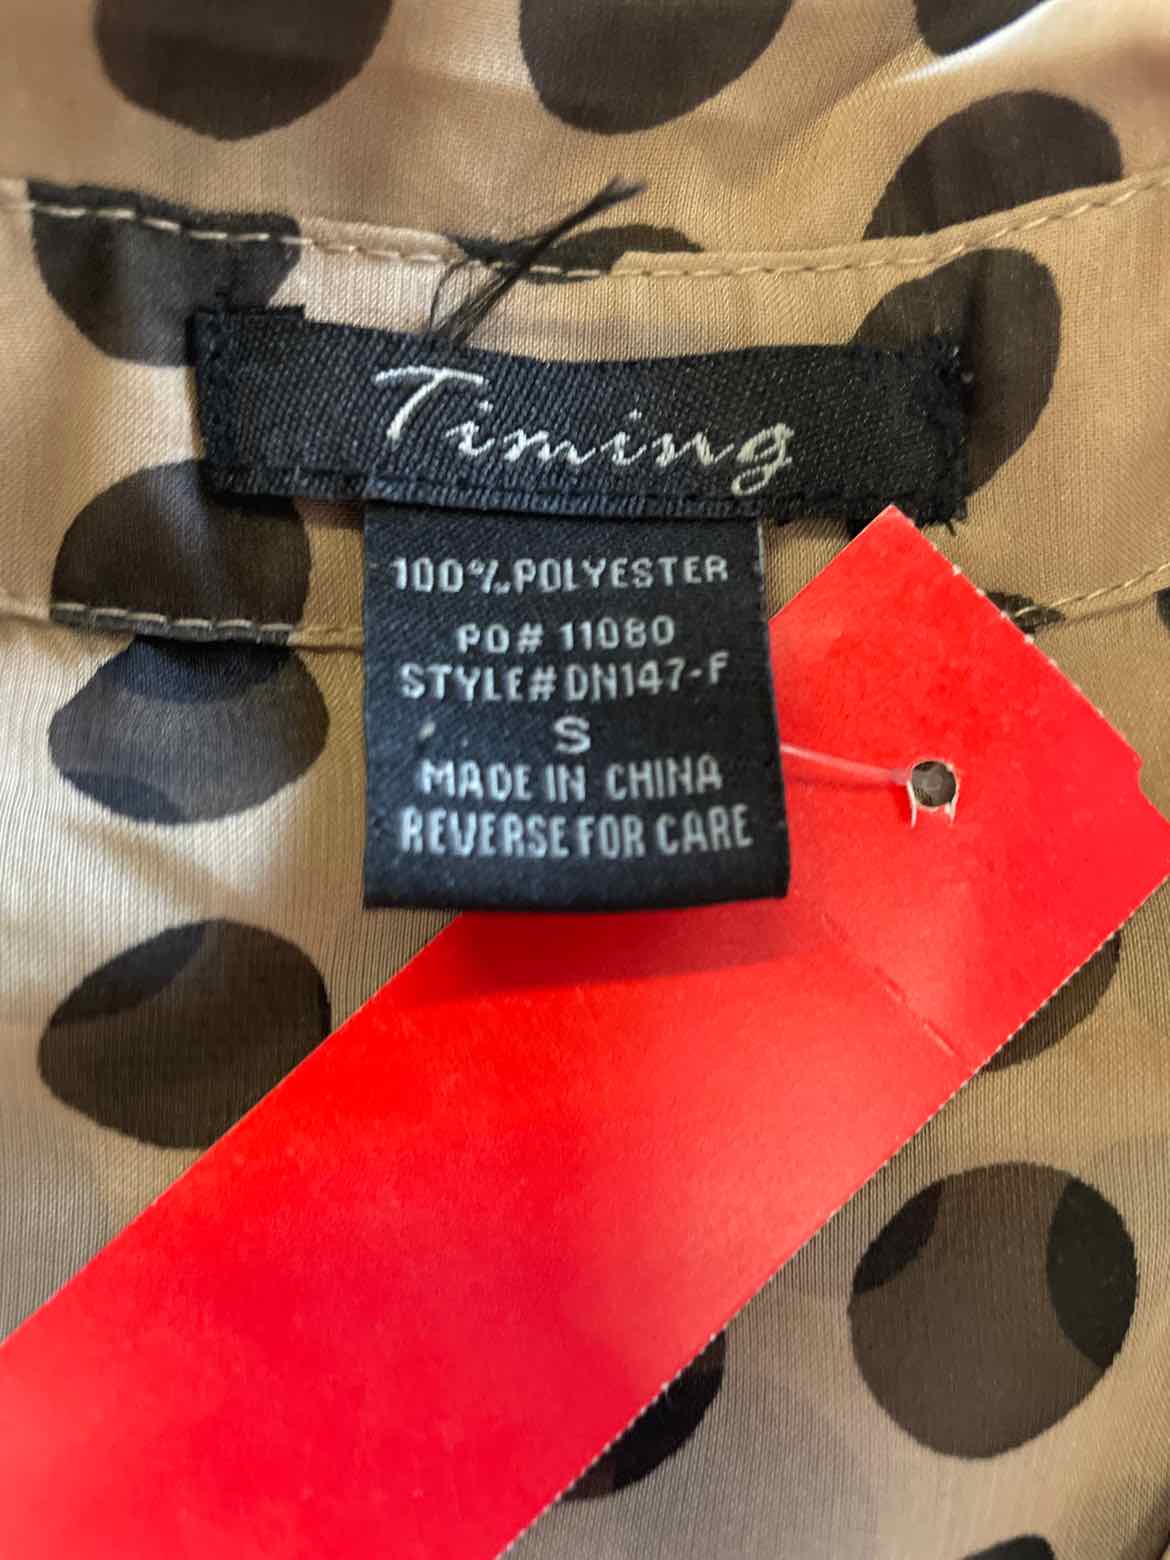 Timing
100% POLYESTER
PO# 11080
STYLE# DN147-F
S
MADE IN CHINA
REVERSE FOR CARE